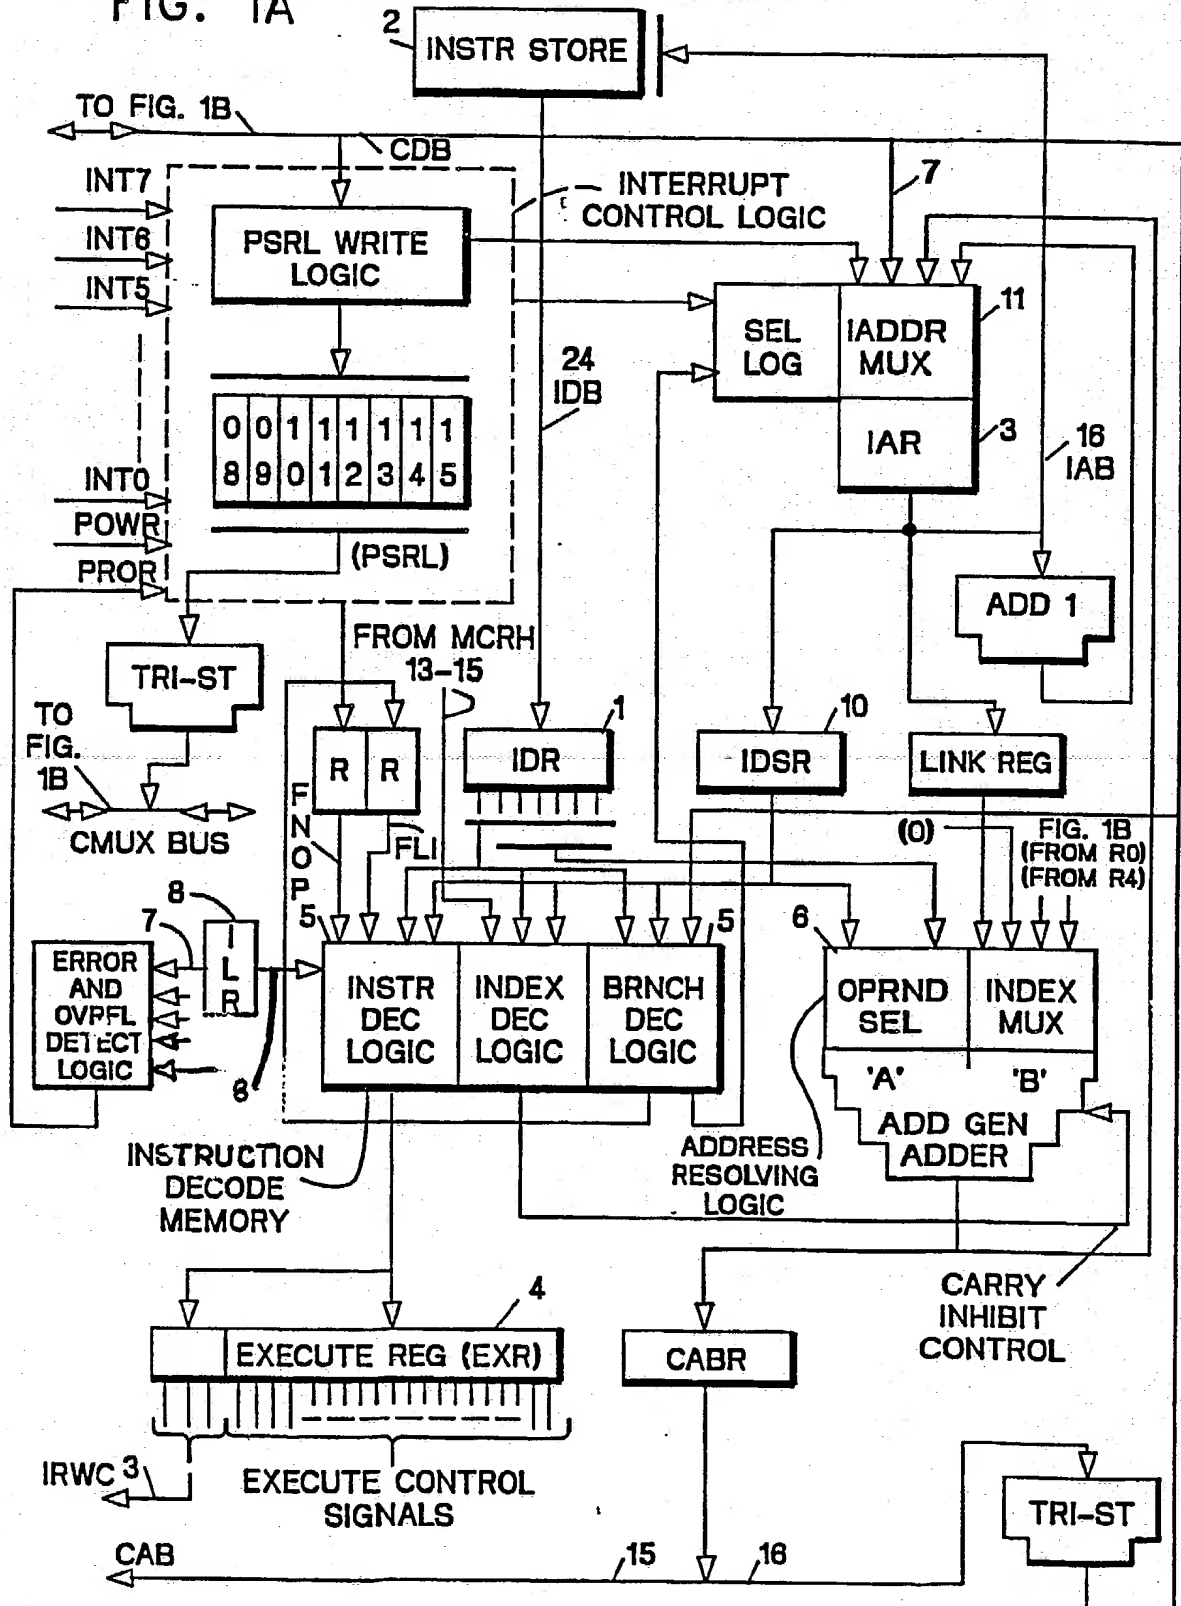 FIG. 1A
2
INSTR STORE
TO FIG. 1B
CDB
INT7
INT6
INT5
INT0
POWR
PROR
INTERRUPT
CONTROL LOGIC
7
PSRL WRITE
LOGIC
SEL
LOG
IADDR
MUX
11
IAR
3
24
IDB
16
IAB
0 0 1 1 1 1 1 1
8 9 0 1 2 3 4 5
(PSRL)
ADD 1
FROM MCRH
13-15
TRI-ST
TO
FIG.
1B
CMUX BUS
R R
1
IDR
10
IDSR
LINK REG
FNOP
FLI
(0)
FIG. 1B
(FROM R0)
(FROM R4)
8
7
ILR
5
5
6
ERROR
AND
OVPFL
DETECT
LOGIC
8
INSTR
DEC
LOGIC
INDEX
DEC
LOGIC
BRNCH
DEC
LOGIC
OPRND
SEL
INDEX
MUX
'A' 'B'
ADD GEN
ADDER
INSTRUCTION
DECODE
MEMORY
ADDRESS
RESOLVING
LOGIC
CARRY
INHIBIT
CONTROL
4
EXECUTE REG (EXR)
CABR
IRWC 3
EXECUTE CONTROL
SIGNALS
TRI-ST
CAB
15
16